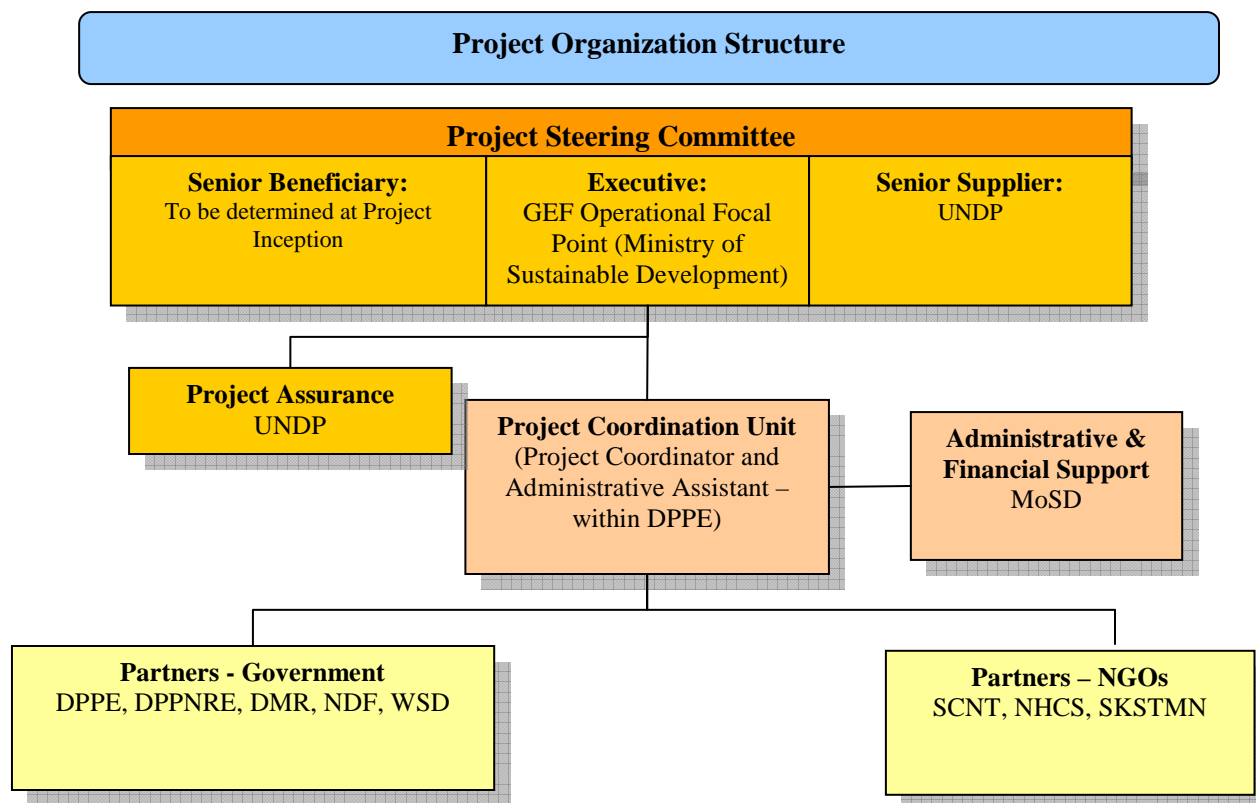 Project Organization Structure
Project Steering Committee
Senior Beneficiary:
To be determined at Project
Inception
Executive:
GEF Operational Focal
Point (Ministry of
Sustainable Development)
Senior Supplier:
UNDP
Project Assurance
UNDP
Project Coordination Unit
(Project Coordinator and
Administrative Assistant –
within DPPE)
Administrative &
Financial Support
MoSD
Partners - Government
DPPE, DPPNRE, DMR, NDF, WSD
Partners – NGOs
SCNT, NHCS, SKSTMN